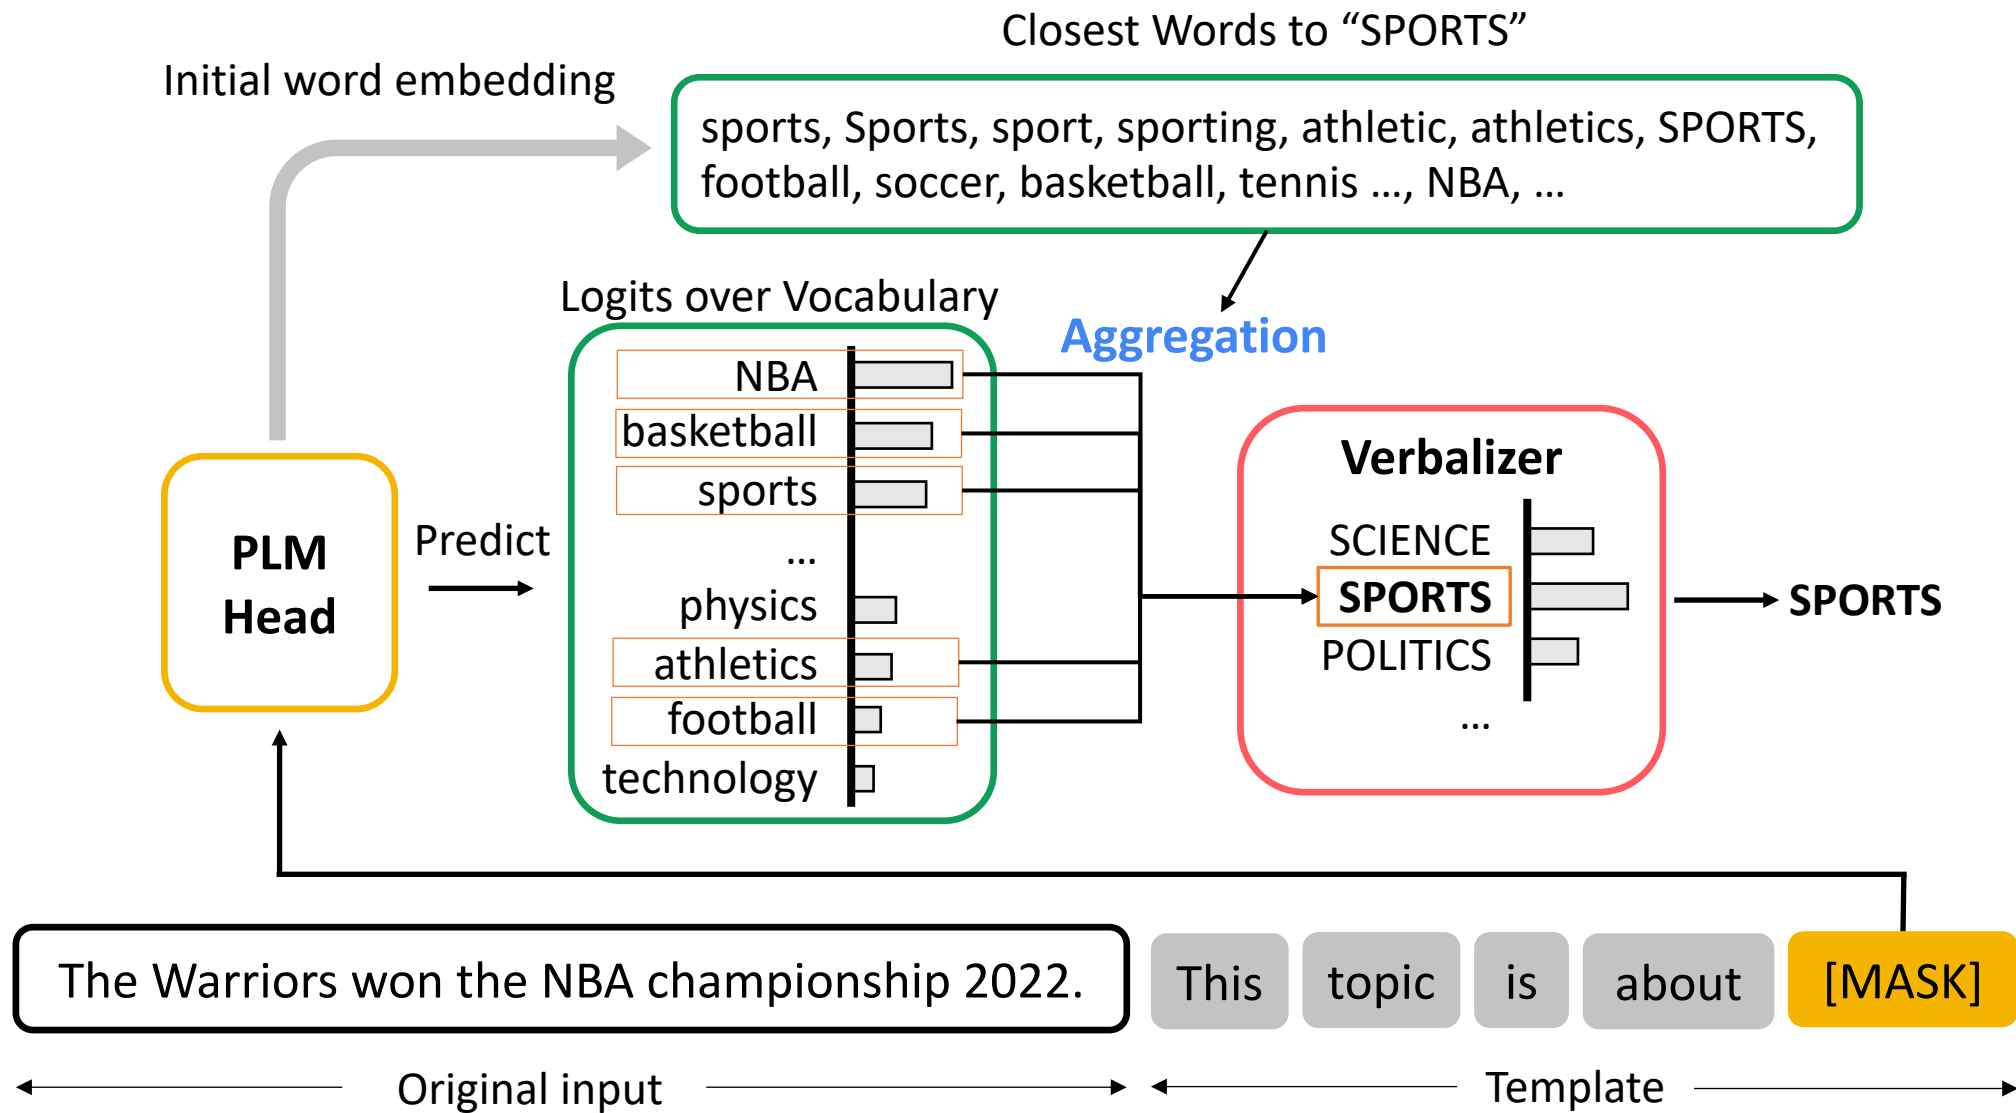 Closest Words to “SPORTS”
Initial word embedding
sports, Sports, sport, sporting, athletic, athletics, SPORTS,
football, soccer, basketball, tennis ..., NBA, ...
Logits over Vocabulary
Aggregation
NBA
basketball
sports
...
physics
athletics
football
technology
PLM
Head
Predict
Verbalizer
SCIENCE
SPORTS
POLITICS
...
SPORTS
The Warriors won the NBA championship 2022.
This topic is about [MASK]
Original input
Template